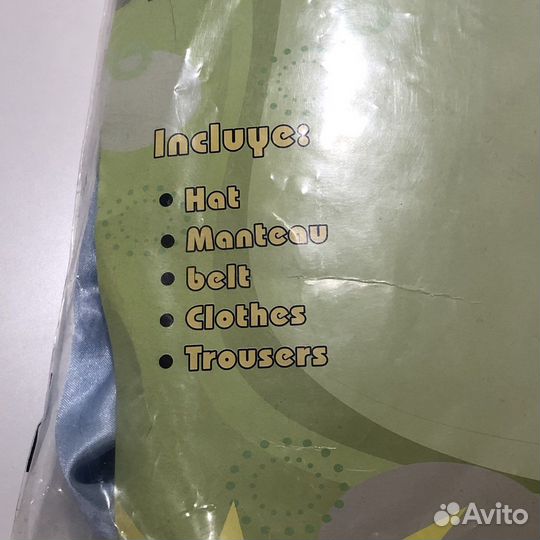 Incluye:
• Hat
• Manteau
• belt
• Clothes
• Trousers
Avito